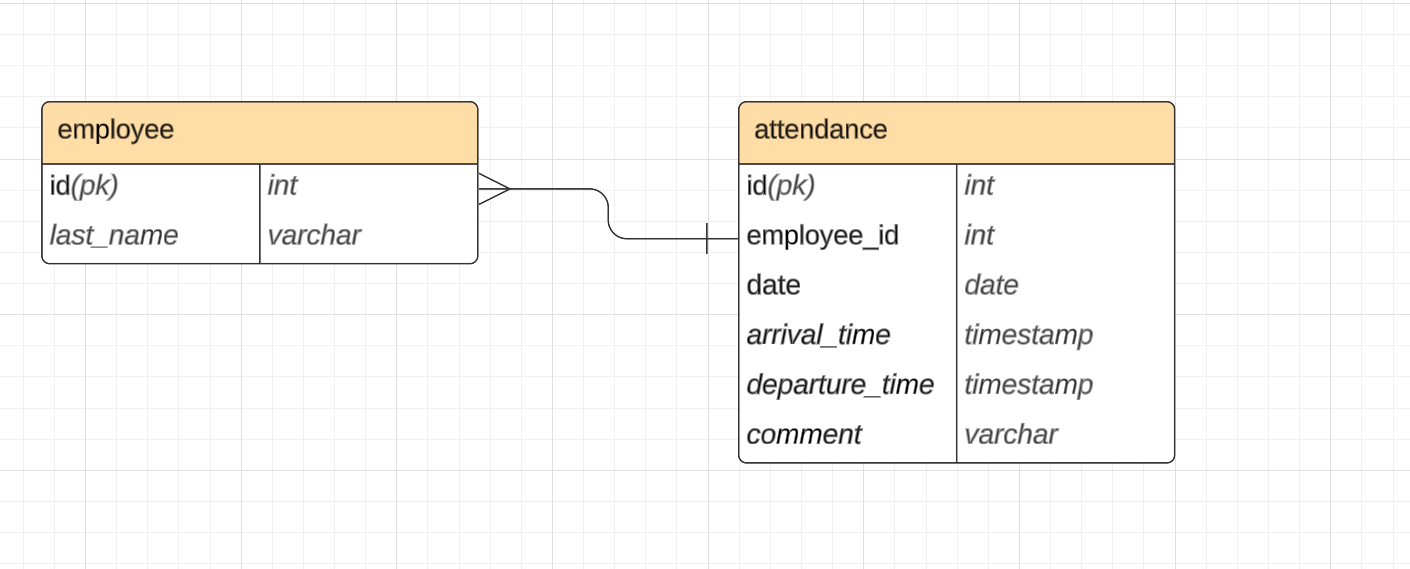 employee
id(pk) int
last_name varchar
attendance
id(pk) int
employee_id int
date date
arrival_time timestamp
departure_time timestamp
comment varchar